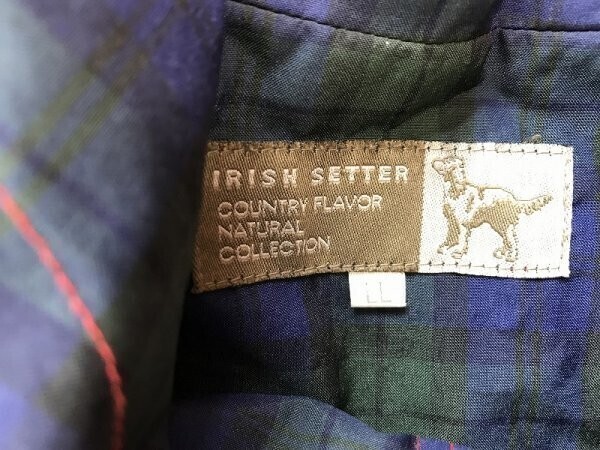 IRISH SETTER
COUNTRY FLAVOR
NATURAL
COLLECTION
LL